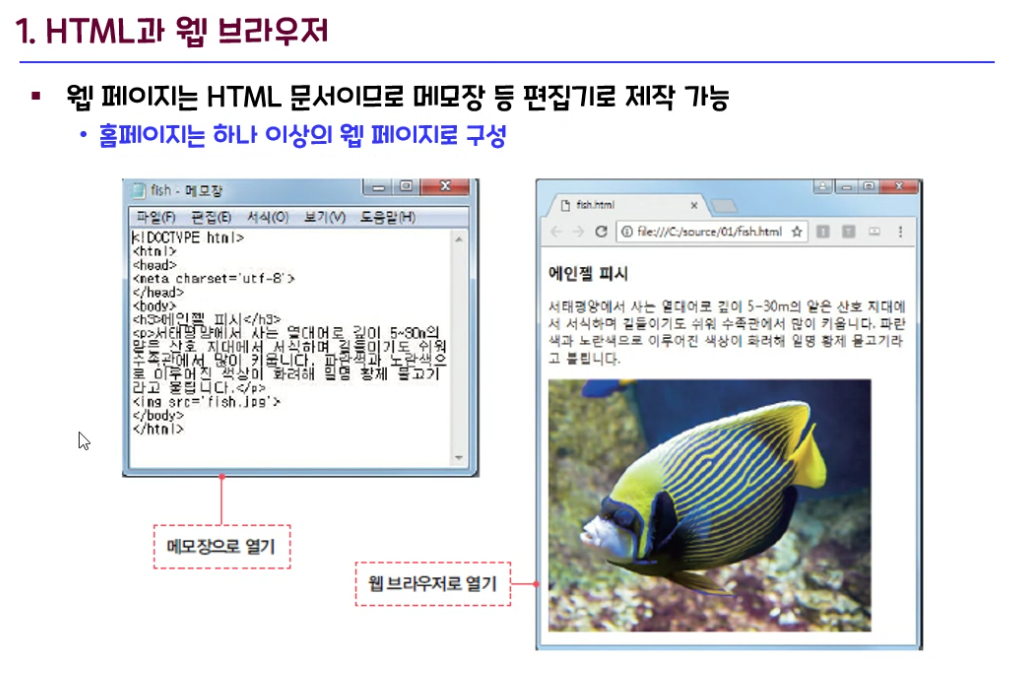 1. HTML과 웹 브라우저
▪ 웹 페이지는 HTML 문서이므로 메모장 등 편집기로 제작 가능
• 홈페이지는 하나 이상의 웹 페이지로 구성
fish - 메모장
파일(F) 편집(E) 서식(O) 보기(V) 도움말(H)
<!DOCTYPE html>
<html>
<head>
<meta charset='utf-8'>
</head>
<body>
<h3>에인젤 피시</h3>
<p>서태평양에서 사는 열대어로 깊이 5~30m의
얕은 산호 지대에서 서식하며 길들이기도 쉬워
수족관에서 많이 키웁니다. 파란색과 노란색으
로 이루어진 색상이 화려해 일명 황제 물고기
라고 불립니다.</p>
<img src='fish.jpg'>
</body>
</html>
메모장으로 열기
fish.html
file:///C:/source/01/fish.html
에인젤 피시
서태평양에서 사는 열대어로 깊이 5~30m의 얕은 산호 지대에
서 서식하며 길들이기도 쉬워 수족관에서 많이 키웁니다. 파란
색과 노란색으로 이루어진 색상이 화려해 일명 황제 물고기라
고 불립니다.
웹 브라우저로 열기